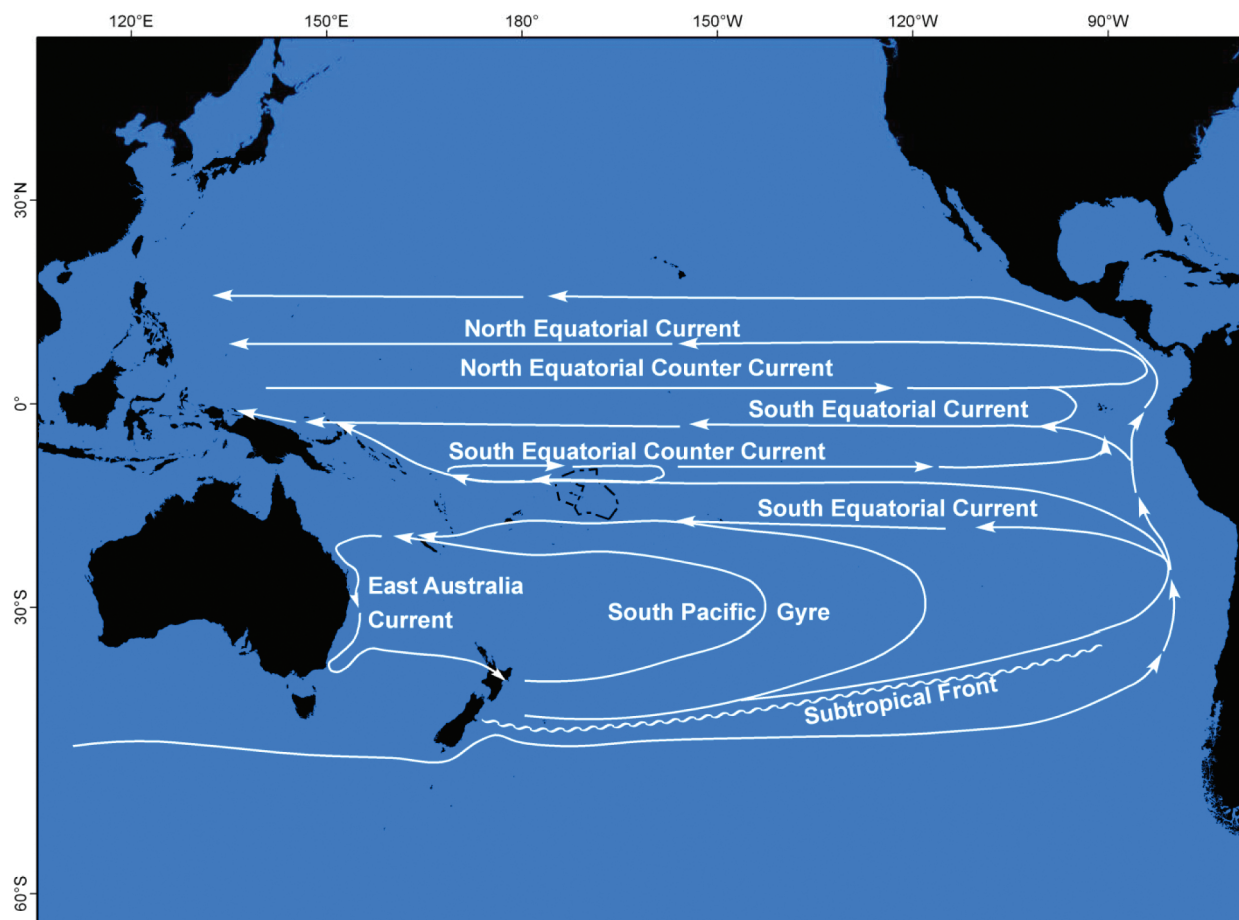 120°E 150°E 180° 150°W 120°W 90°W
30°N
North Equatorial Current
North Equatorial Counter Current
0°
South Equatorial Current
South Equatorial Counter Current
South Equatorial Current
East Australia
Current
South Pacific Gyre
30°S
Subtropical Front
60°S